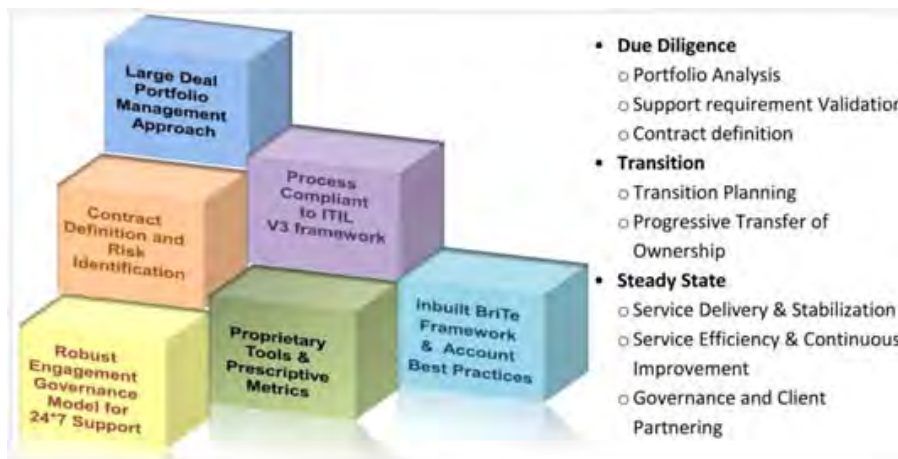 Large Deal
Portfolio
Management
Approach
Contract
Definition and
Risk
Identification
Process
Compliant
to ITIL
V3 framework
Robust
Engagement
Governance
Model for
24*7 Support
Proprietary
Tools &
Prescriptive
Metrics
Inbuilt BriTe
Framework
& Account
Best Practices
• Due Diligence
o Portfolio Analysis
o Support requirement Validation
o Contract definition
• Transition
o Transition Planning
o Progressive Transfer of
Ownership
• Steady State
o Service Delivery & Stabilization
o Service Efficiency & Continuous
Improvement
o Governance and Client
Partnering